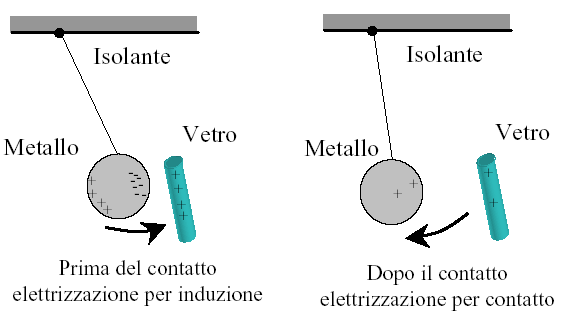 Isolante
Vetro
Metallo
Prima del contatto
elettrizzazione per induzione
Isolante
Vetro
Metallo
Dopo il contatto
elettrizzazione per contatto